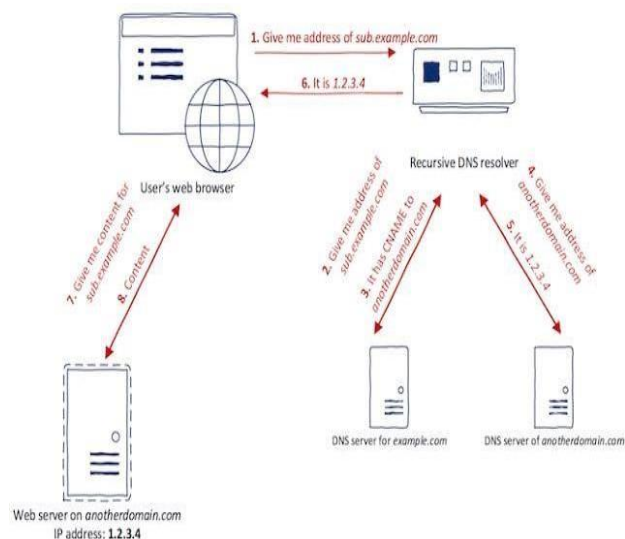 1. Give me address of sub.example.com
6. It is 1.2.3.4
User's web browser
Recursive DNS resolver
2. Give me address of
sub.example.com
3. It has CNAME to
anotherdomain.com
4. Give me address of
anotherdomain.com
5. It is 1.2.3.4
7. Give me content for
sub.example.com
8. Content
DNS server for example.com
DNS server of anotherdomain.com
Web server on anotherdomain.com
IP address: 1.2.3.4